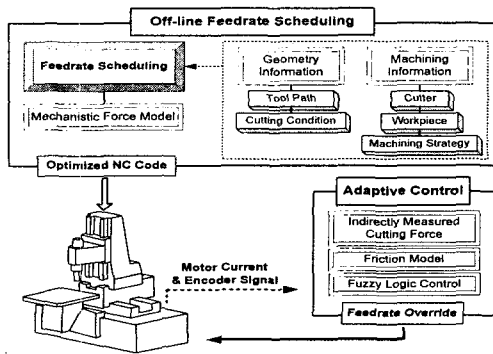 Off-line Feedrate Scheduling
Feedrate Scheduling
Mechanistic Force Model
Geometry
Information
Tool Path
Cutting Condition
Machining
Information
Cutter
Workpiece
Machining Strategy
Optimized NC Code
Motor Current
& Encoder Signal
Adaptive Control
Indirectly Measured
Cutting Force
Friction Model
Fuzzy Logic Control
Feedrate Override